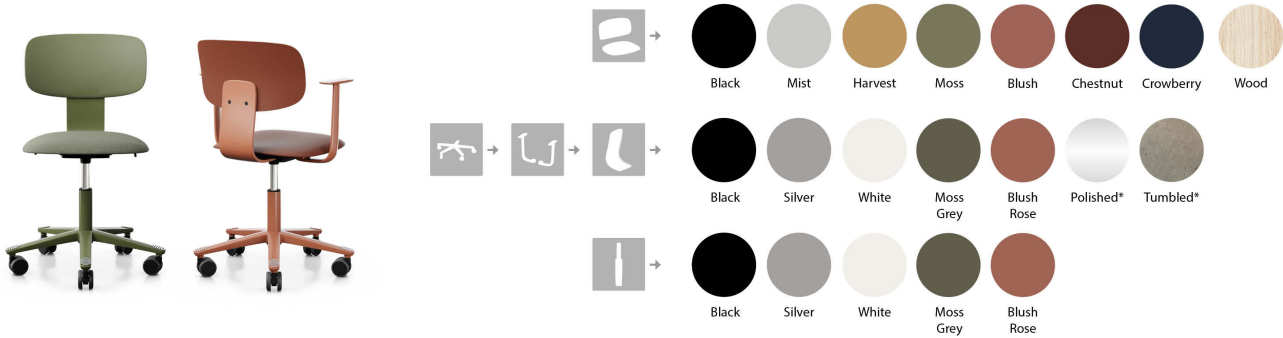 Black Mist Harvest Moss Blush Chestnut Crowberry Wood
Black Silver White Moss Grey Blush Rose Polished* Tumbled*
Black Silver White Moss Grey Blush Rose